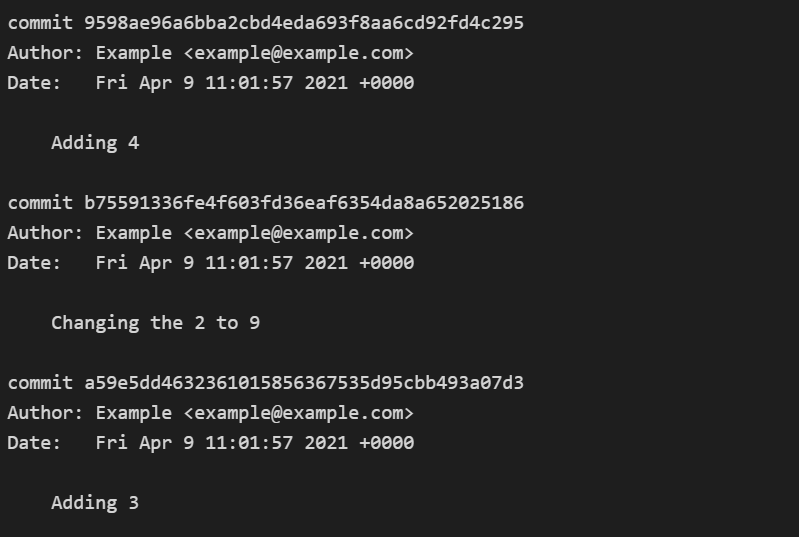 commit 9598ae96a6bba2cbd4eda693f8aa6cd92fd4c295
Author: Example <example@example.com>
Date:   Fri Apr 9 11:01:57 2021 +0000
Adding 4
commit b75591336fe4f603fd36eaf6354da8a652025186
Author: Example <example@example.com>
Date:   Fri Apr 9 11:01:57 2021 +0000
Changing the 2 to 9
commit a59e5dd4632361015856367535d95cbb493a07d3
Author: Example <example@example.com>
Date:   Fri Apr 9 11:01:57 2021 +0000
Adding 3